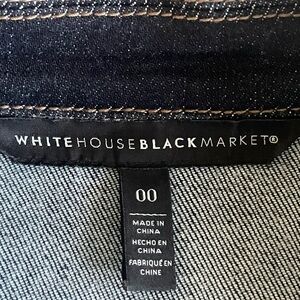 WHITEHOUSEBLACKMARKET®
00
MADE IN
CHINA
HECHO EN
CHINA
FABRIQUÉ EN
CHINE